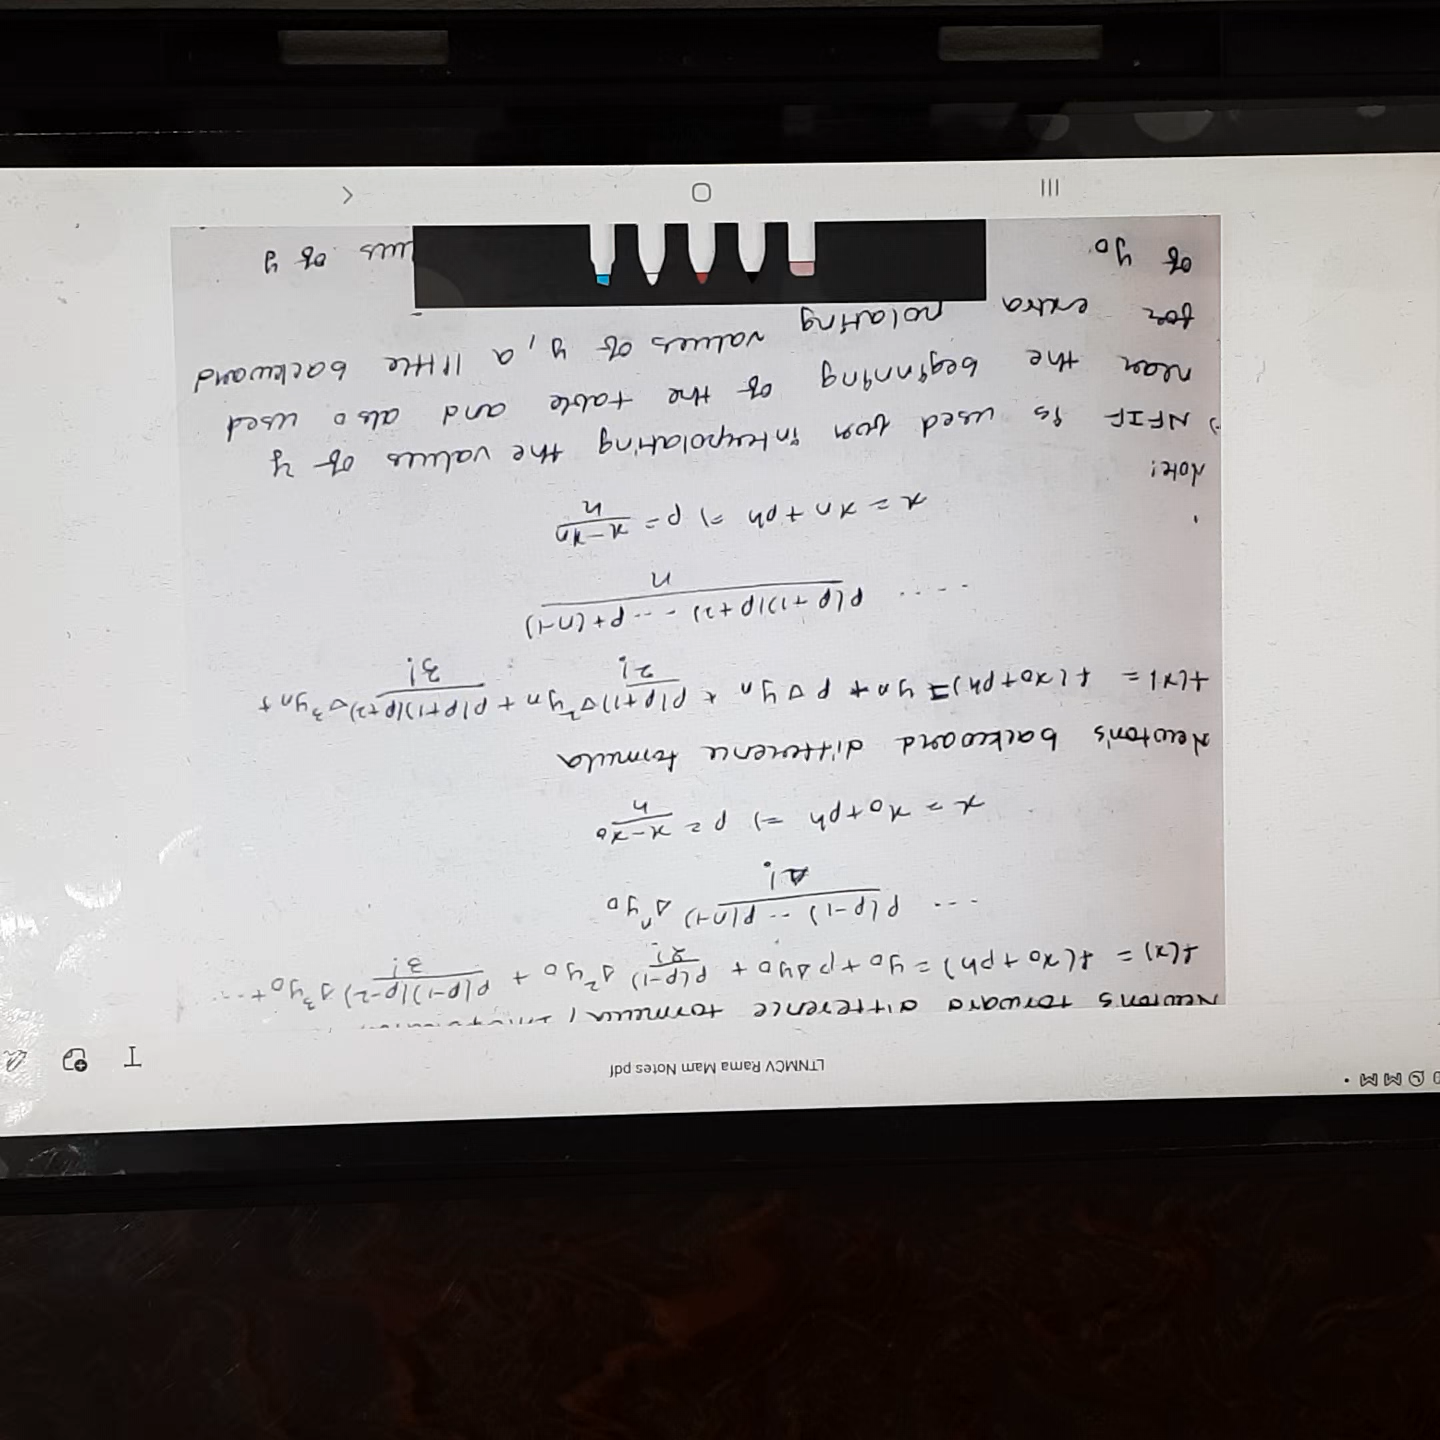 LTNMCV Rama Mam Notes.pdf
T
Newton's forward difference formula (
f(x) = f(x0+ph) = y0 + pΔy0 + p(p-1)/2! Δ²y0 + p(p-1)(p-2)/3! Δ³y0 + ...
... p(p-1) ... p(n-1)/n! Δⁿy0
x = x0+ph => p = x-x0/h
Newton's backward difference formula
f(x) = f(x0+ph) = yn + p∇yn + p(p+1)/2! ∇²yn + p(p+1)(p+2)/3! ∇³yn +
.... p(p+1)(p+2) - ... p+(n-1)/n
x = xn+ph => p = x-xn/h
Note:
) NFIF is used for interpolating the values of y
near the beginning of the table and also used
for extra polating values of y, a little backward
of y0. of y